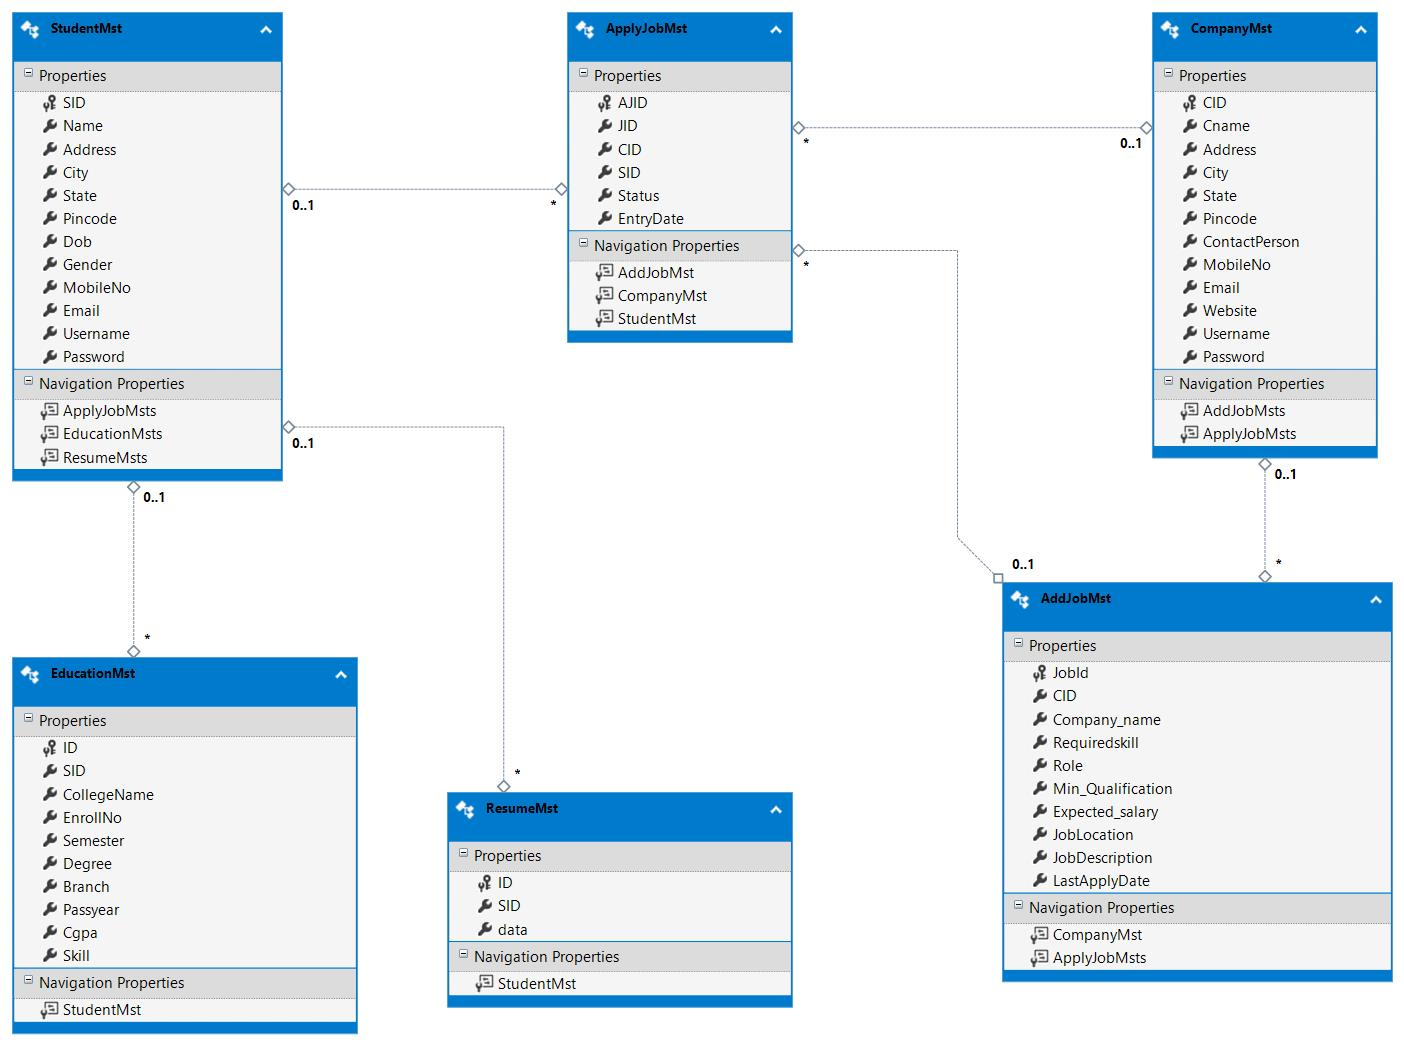 StudentMst
Properties
SID
Name
Address
City
State
Pincode
Dob
Gender
MobileNo
Email
Username
Password
Navigation Properties
ApplyJobMsts
EducationMsts
ResumeMsts
0..1
*
0..1
0..1
*
*
ApplyJobMst
Properties
AJID
JID
CID
SID
Status
EntryDate
Navigation Properties
AddJobMst
CompanyMst
StudentMst
*
0..1
*
0..1
CompanyMst
Properties
CID
Cname
Address
City
State
Pincode
ContactPerson
MobileNo
Email
Website
Username
Password
Navigation Properties
AddJobMsts
ApplyJobMsts
0..1
*
EducationMst
Properties
ID
SID
CollegeName
EnrollNo
Semester
Degree
Branch
Passyear
Cgpa
Skill
Navigation Properties
StudentMst
ResumeMst
Properties
ID
SID
data
Navigation Properties
StudentMst
AddJobMst
Properties
JobId
CID
Company_name
Requiredskill
Role
Min_Qualification
Expected_salary
JobLocation
JobDescription
LastApplyDate
Navigation Properties
CompanyMst
ApplyJobMsts